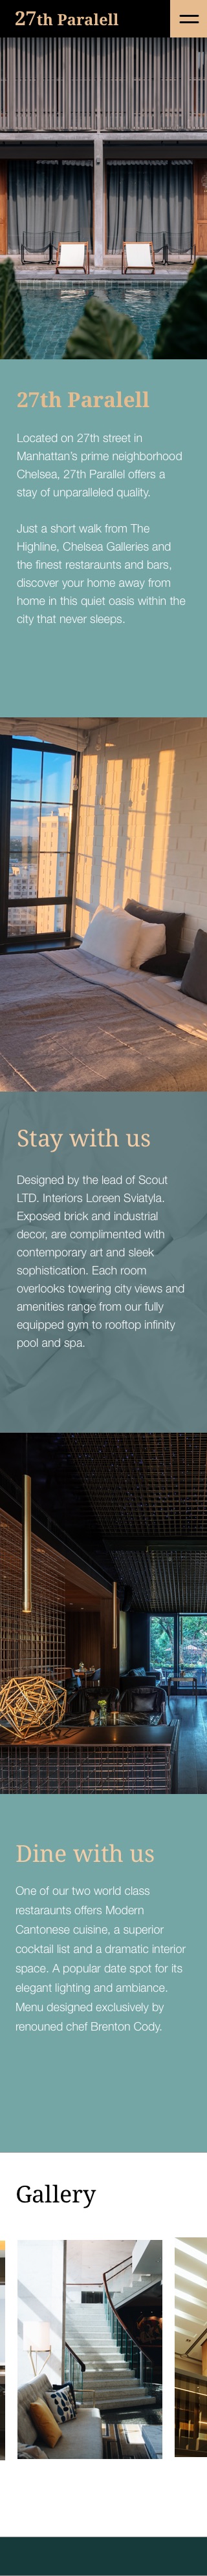 27th Paralell
27th Paralell
Located on 27th street in
Manhattan's prime neighborhood
Chelsea, 27th Parallel offers a
stay of unparalleled quality.
Just a short walk from The
Highline, Chelsea Galleries and
the finest restaraunts and bars,
discover your home away from
home in this quiet oasis within the
city that never sleeps.
Stay with us
Designed by the lead of Scout
LTD. Interiors Loreen Sviatyla.
Exposed brick and industrial
decor, are complimented with
contemporary art and sleek
sophistication. Each room
overlooks towering city views and
amenities range from our fully
equipped gym to rooftop infinity
pool and spa.
Dine with us
One of our two world class
restaraunts offers Modern
Cantonese cuisine, a superior
cocktail list and a dramatic interior
space. A popular date spot for its
elegant lighting and ambiance.
Menu designed exclusively by
renouned chef Brenton Cody.
Gallery